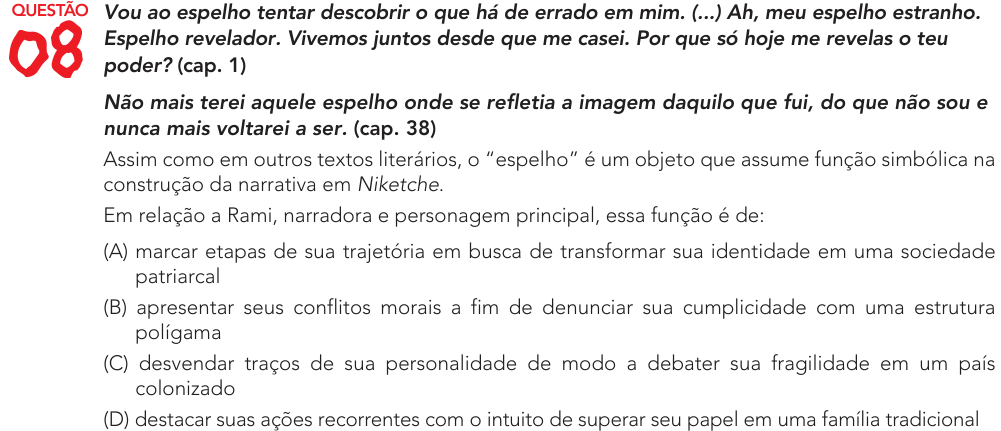 QUESTÃO
08
Vou ao espelho tentar descobrir o que há de errado em mim. (...) Ah, meu espelho estranho.
Espelho revelador. Vivemos juntos desde que me casei. Por que só hoje me revelas o teu
poder? (cap. 1)
Não mais terei aquele espelho onde se refletia a imagem daquilo que fui, do que não sou e
nunca mais voltarei a ser. (cap. 38)
Assim como em outros textos literários, o “espelho” é um objeto que assume função simbólica na
construção da narrativa em Niketche.
Em relação a Rami, narradora e personagem principal, essa função é de:
(A) marcar etapas de sua trajetória em busca de transformar sua identidade em uma sociedade
patriarcal
(B) apresentar seus conflitos morais a fim de denunciar sua cumplicidade com uma estrutura
polígama
(C) desvendar traços de sua personalidade de modo a debater sua fragilidade em um país
colonizado
(D) destacar suas ações recorrentes com o intuito de superar seu papel em uma família tradicional